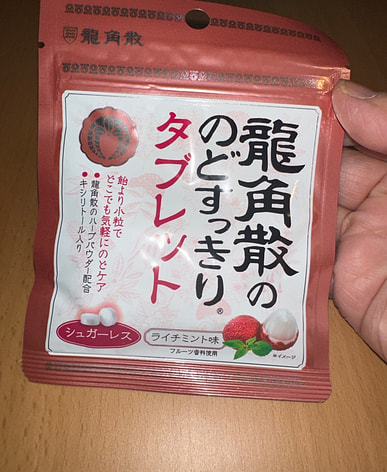 龍角散
龍角散の
のどすっきり®
タブレット
飴より小粒で
どこでも気軽にのどケア
龍角散のハーブパウダー配合
キシリトール入り
シュガーレス
ライチミント味
フルーツ香料使用
※イメージ